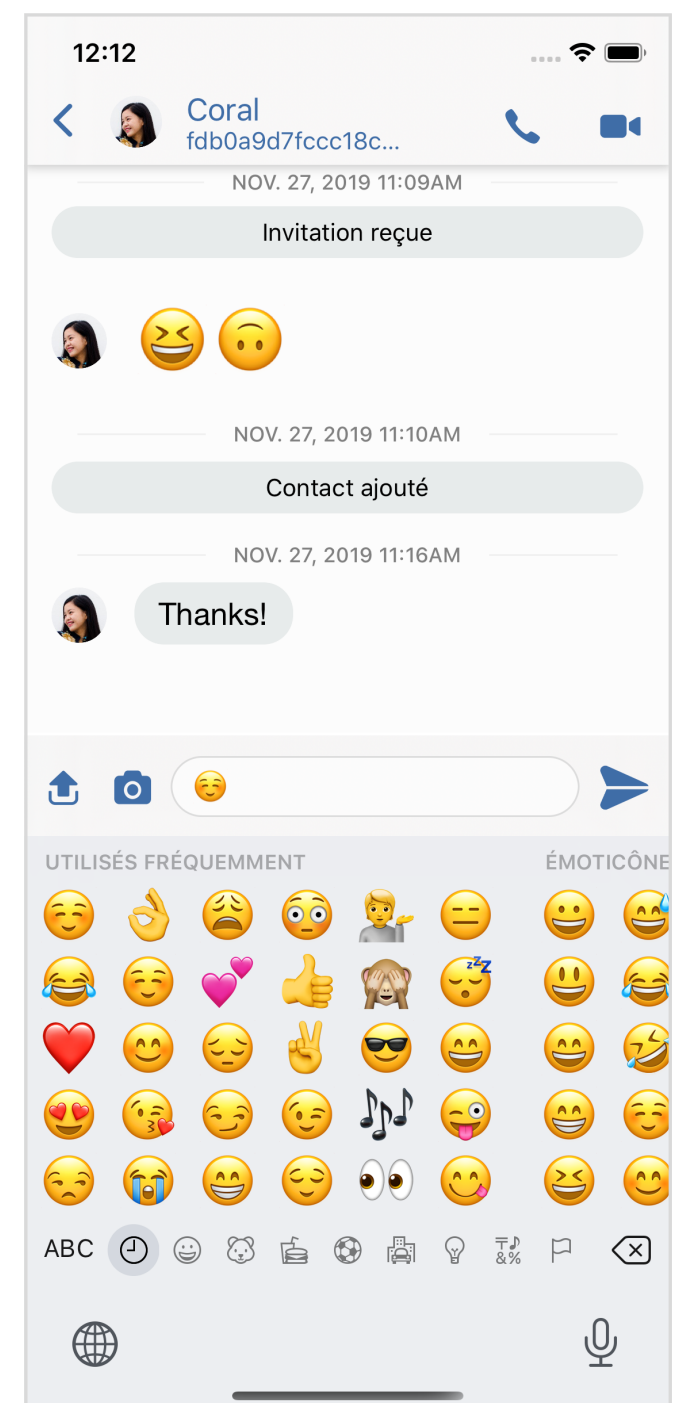 12:12
Coral
fdb0a9d7fccc18c...
NOV. 27, 2019 11:09AM
Invitation reçue
NOV. 27, 2019 11:10AM
Contact ajouté
NOV. 27, 2019 11:16AM
Thanks!
UTILISÉS FRÉQUEMMENT ÉMOTICÔNE
ABC